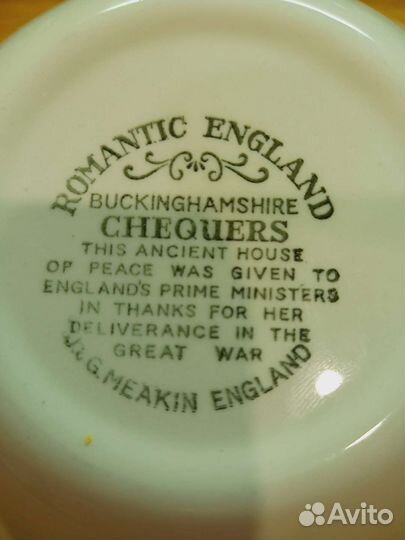 ROMANTIC ENGLAND
BUCKINGHAMSHIRE
CHEQUERS
THIS ANCIENT HOUSE
OF PEACE WAS GIVEN TO
ENGLAND'S PRIME MINISTERS
IN THANKS FOR HER
DELIVERANCE IN THE
GREAT WAR
J.&G. MEAKIN ENGLAND
Avito